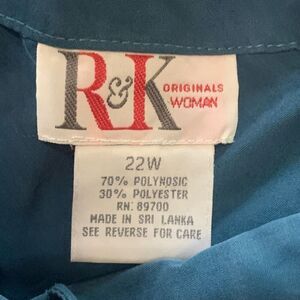 R&K ORIGINALS
WOMAN
22W
70% POLYNOSIC
30% POLYESTER
RN: 89700
MADE IN SRI LANKA
SEE REVERSE FOR CARE